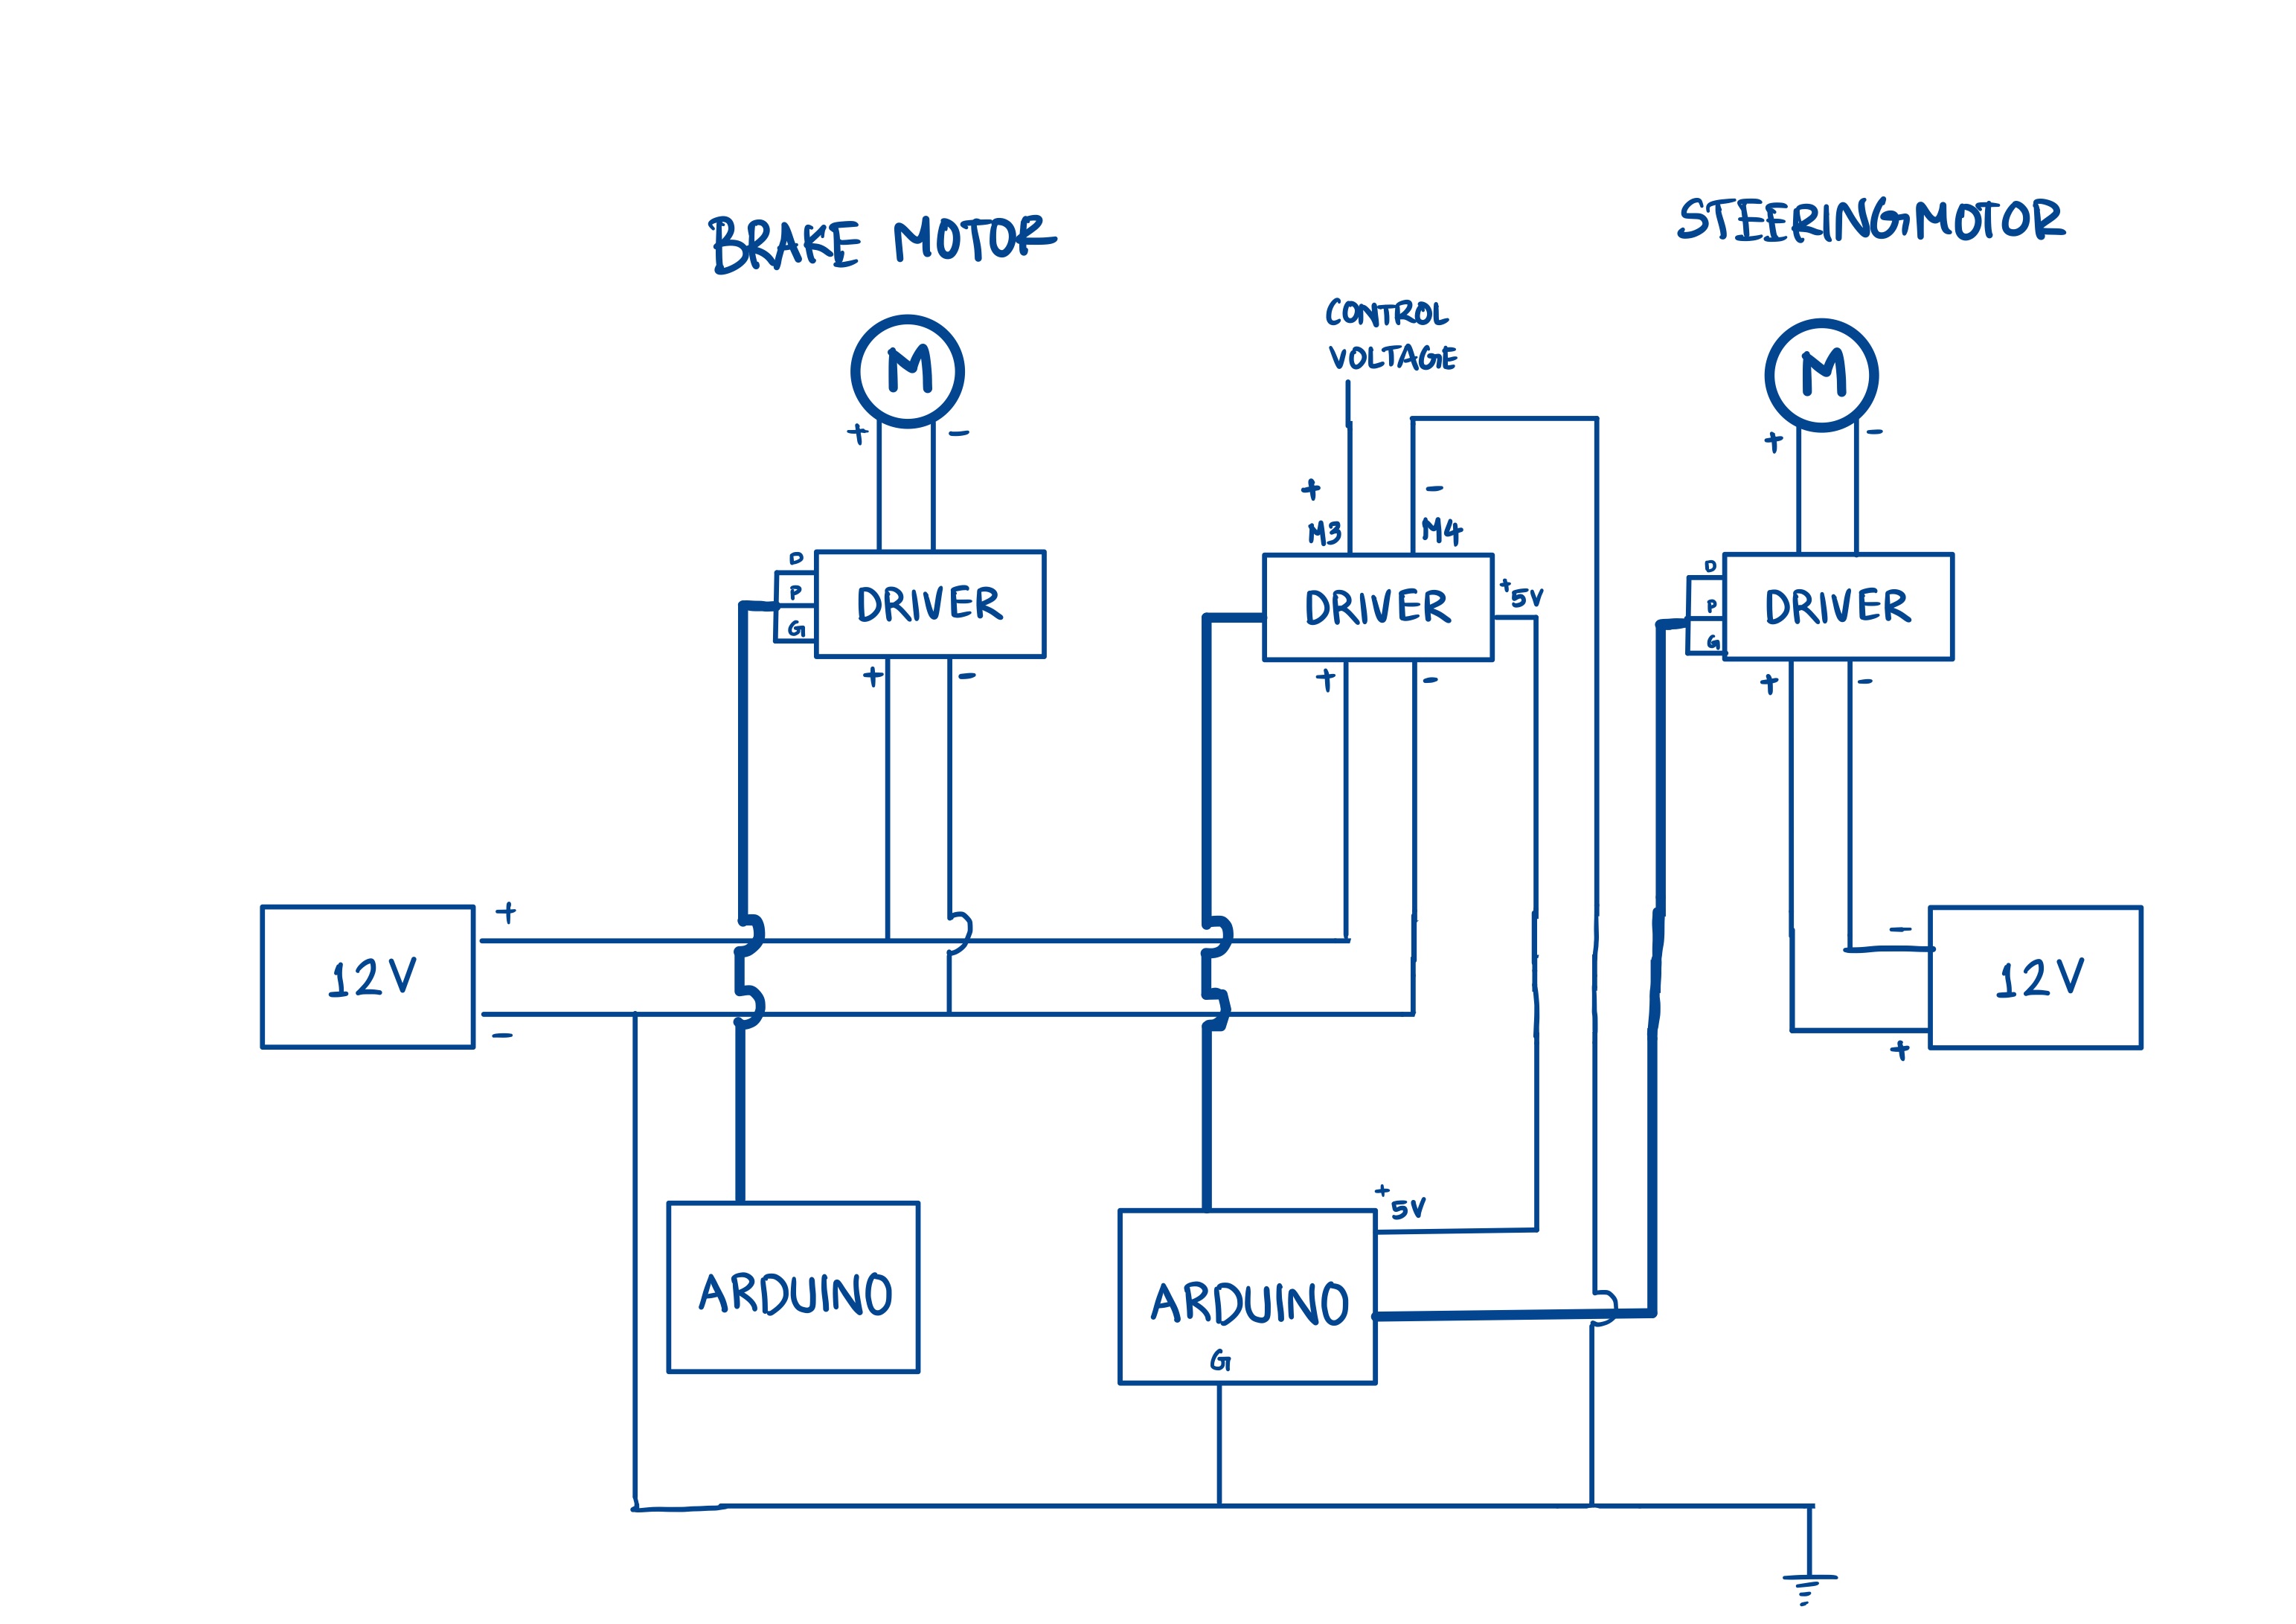 BRAKE MOTOR
STEERING MOTOR
CONTROL
VOLTAGE
M
M
+ -
+ -
+ -
M3 M4
D
P
G
DRIVER
DRIVER
+5V
D
P
G
DRIVER
+ -
+ -
+ -
+
12V
-
-
12V
+
+5V
ARDUINO
ARDUINO
G